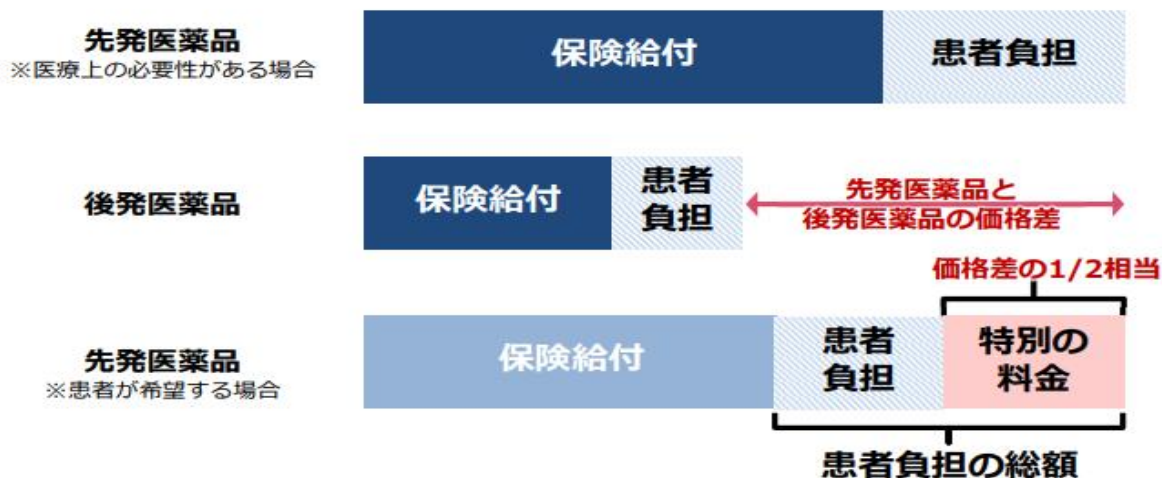 先発医薬品
※医療上の必要性がある場合
保険給付
患者負担
後発医薬品
保険給付
患者
負担
先発医薬品と
後発医薬品の価格差
価格差の1/2相当
先発医薬品
※患者が希望する場合
保険給付
患者
負担
特別の
料金
患者負担の総額